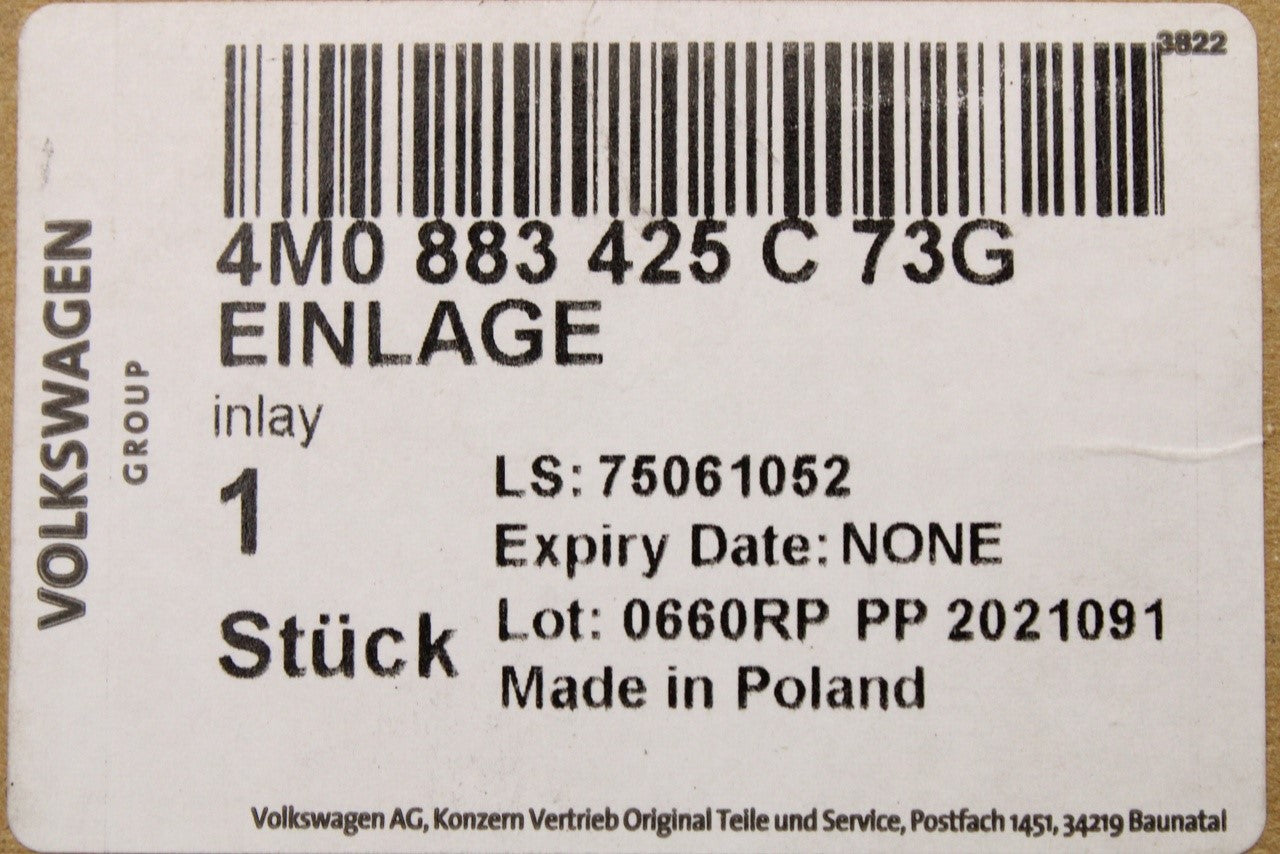 3822
4M0 883 425 C 73G
EINLAGE
inlay
1
Stück
LS: 75061052
Expiry Date: NONE
Lot: 0660RP PP 2021091
Made in Poland
VOLKSWAGEN
GROUP
Volkswagen AG, Konzern Vertrieb Original Teile und Service, Postfach 1451, 34219 Baunatal